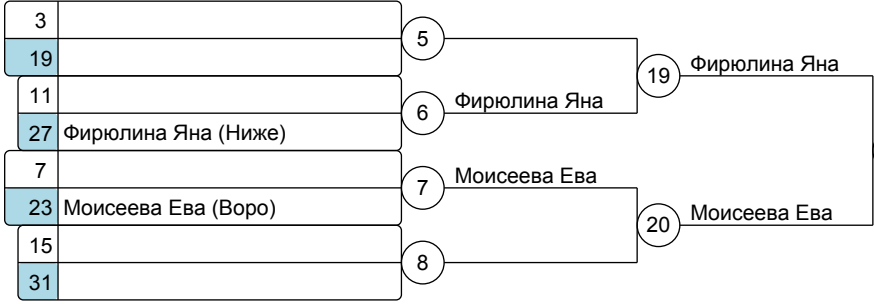 3
5
19
19 Фирюлина Яна
11
6 Фирюлина Яна
27 Фирюлина Яна (Ниже)
7
7 Моисеева Ева
23 Моисеева Ева (Воро)
20 Моисеева Ева
15
8
31